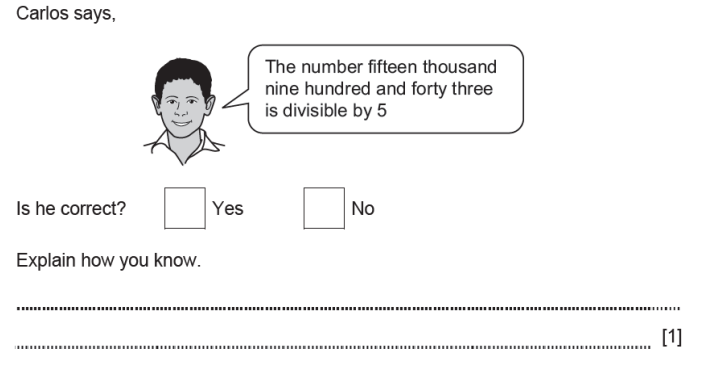 Carlos says,
The number fifteen thousand
nine hundred and forty three
is divisible by 5
Is he correct? Yes No
Explain how you know.
[1]